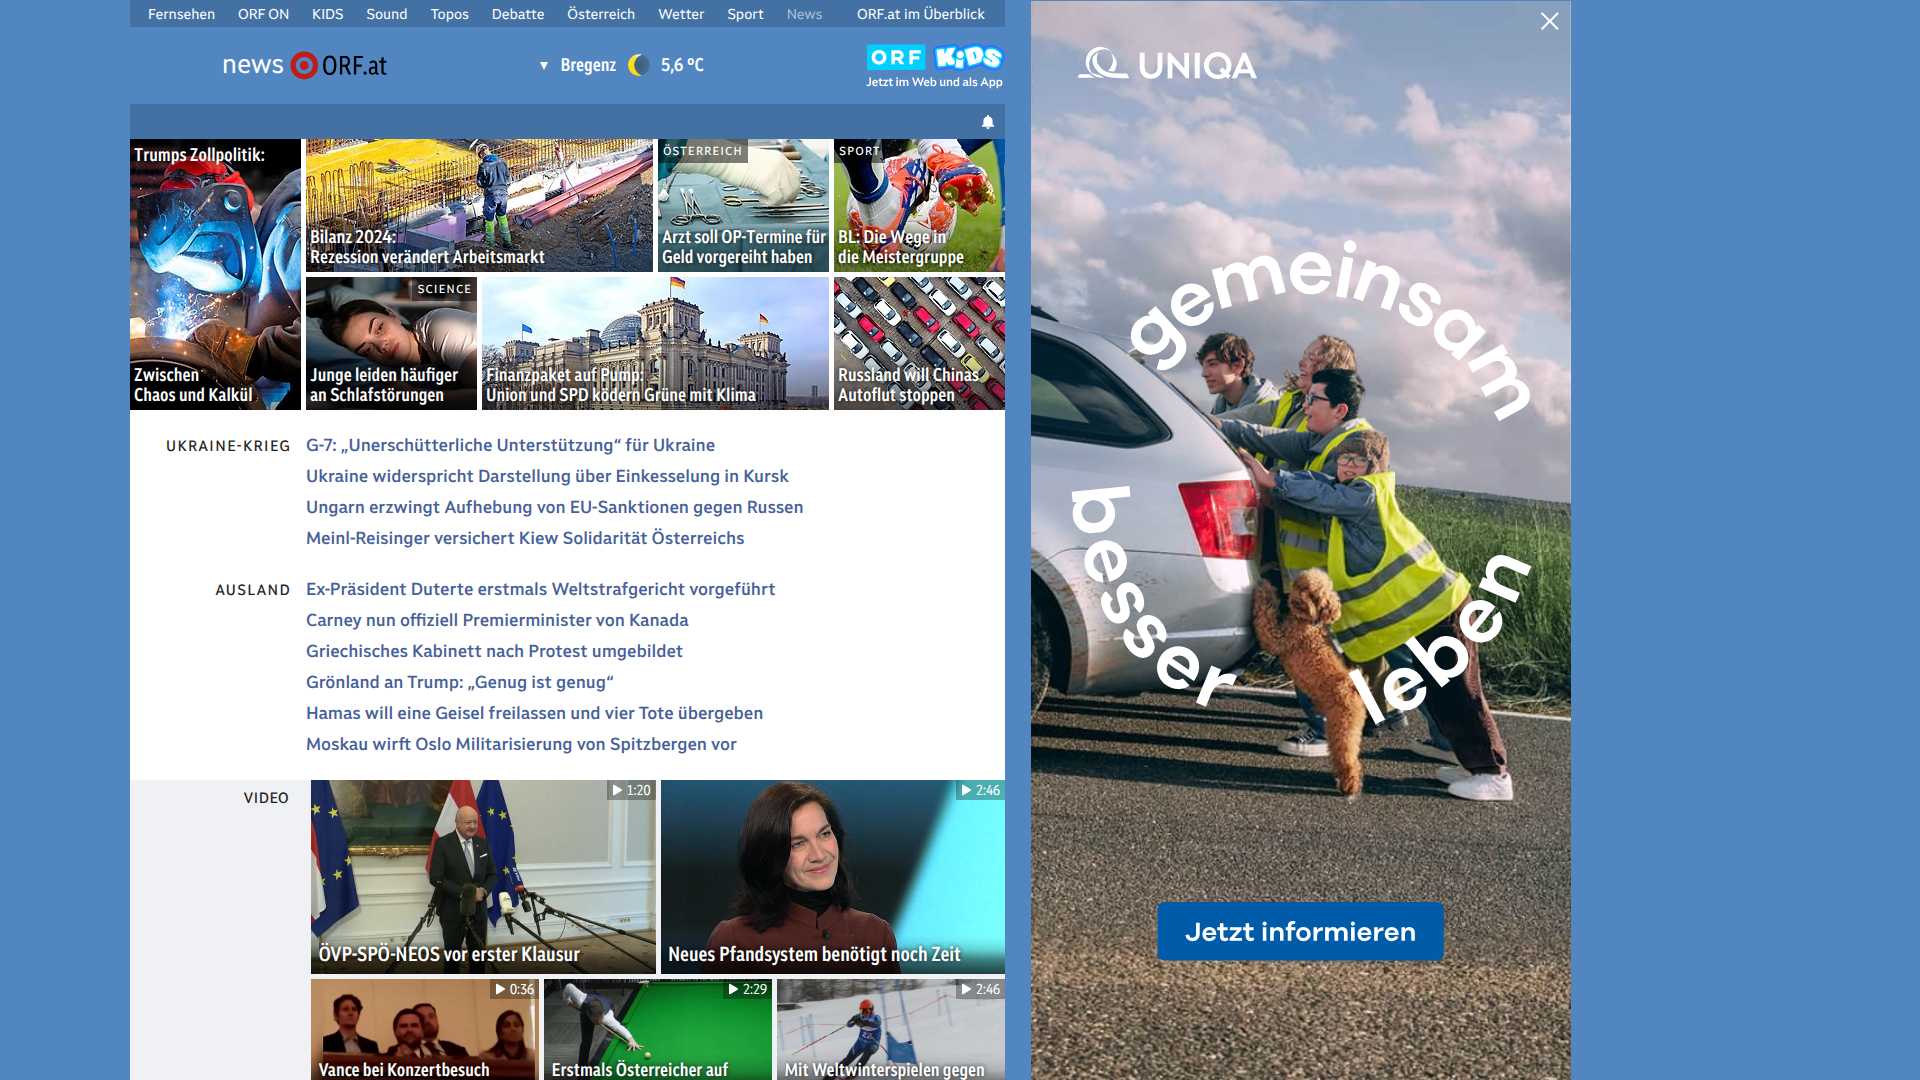 Fernsehen ORF ON KIDS Sound Topos Debatte Österreich Wetter Sport News ORF.at im Überblick
news ORF.at
▼ Bregenz 5,6 °C
ORF KiDS
Jetzt im Web und als App
Trumps Zollpolitik:
Zwischen
Chaos und Kalkül
Bilanz 2024:
Rezession verändert Arbeitsmarkt
ÖSTERREICH
Arzt soll OP-Termine für
Geld vorgereiht haben
SPORT
BL: Die Wege in
die Meistergruppe
SCIENCE
Junge leiden häufiger
an Schlafstörungen
Finanzpaket auf Pump:
Union und SPD ködern Grüne mit Klima
Russland will Chinas
Autoflut stoppen
UKRAINE-KRIEG
G-7: „Unerschütterliche Unterstützung“ für Ukraine
Ukraine widerspricht Darstellung über Einkesselung in Kursk
Ungarn erzwingt Aufhebung von EU-Sanktionen gegen Russen
Meinl-Reisinger versichert Kiew Solidarität Österreichs
AUSLAND
Ex-Präsident Duterte erstmals Weltstrafgericht vorgeführt
Carney nun offiziell Premierminister von Kanada
Griechisches Kabinett nach Protest umgebildet
Grönland an Trump: „Genug ist genug“
Hamas will eine Geisel freilassen und vier Tote übergeben
Moskau wirft Oslo Militarisierung von Spitzbergen vor
VIDEO
1:20
ÖVP-SPÖ-NEOS vor erster Klausur
2:46
Neues Pfandsystem benötigt noch Zeit
0:36
Vance bei Konzertbesuch
2:29
Erstmals Österreicher auf
2:46
Mit Weltwinterspielen gegen
UNIQA
gemeinsam
besser
leben
Jetzt informieren